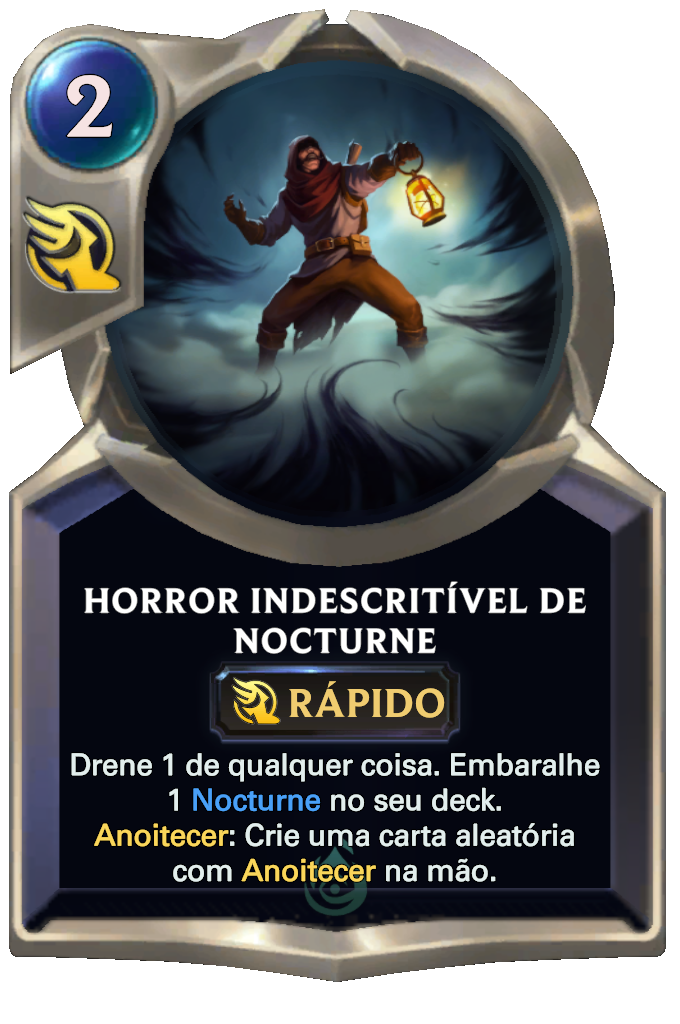 2
HORROR INDESCRITÍVEL DE
NOCTURNE
RÁPIDO
Drene 1 de qualquer coisa. Embaralhe
1 Nocturne no seu deck.
Anoitecer: Crie uma carta aleatória
com Anoitecer na mão.